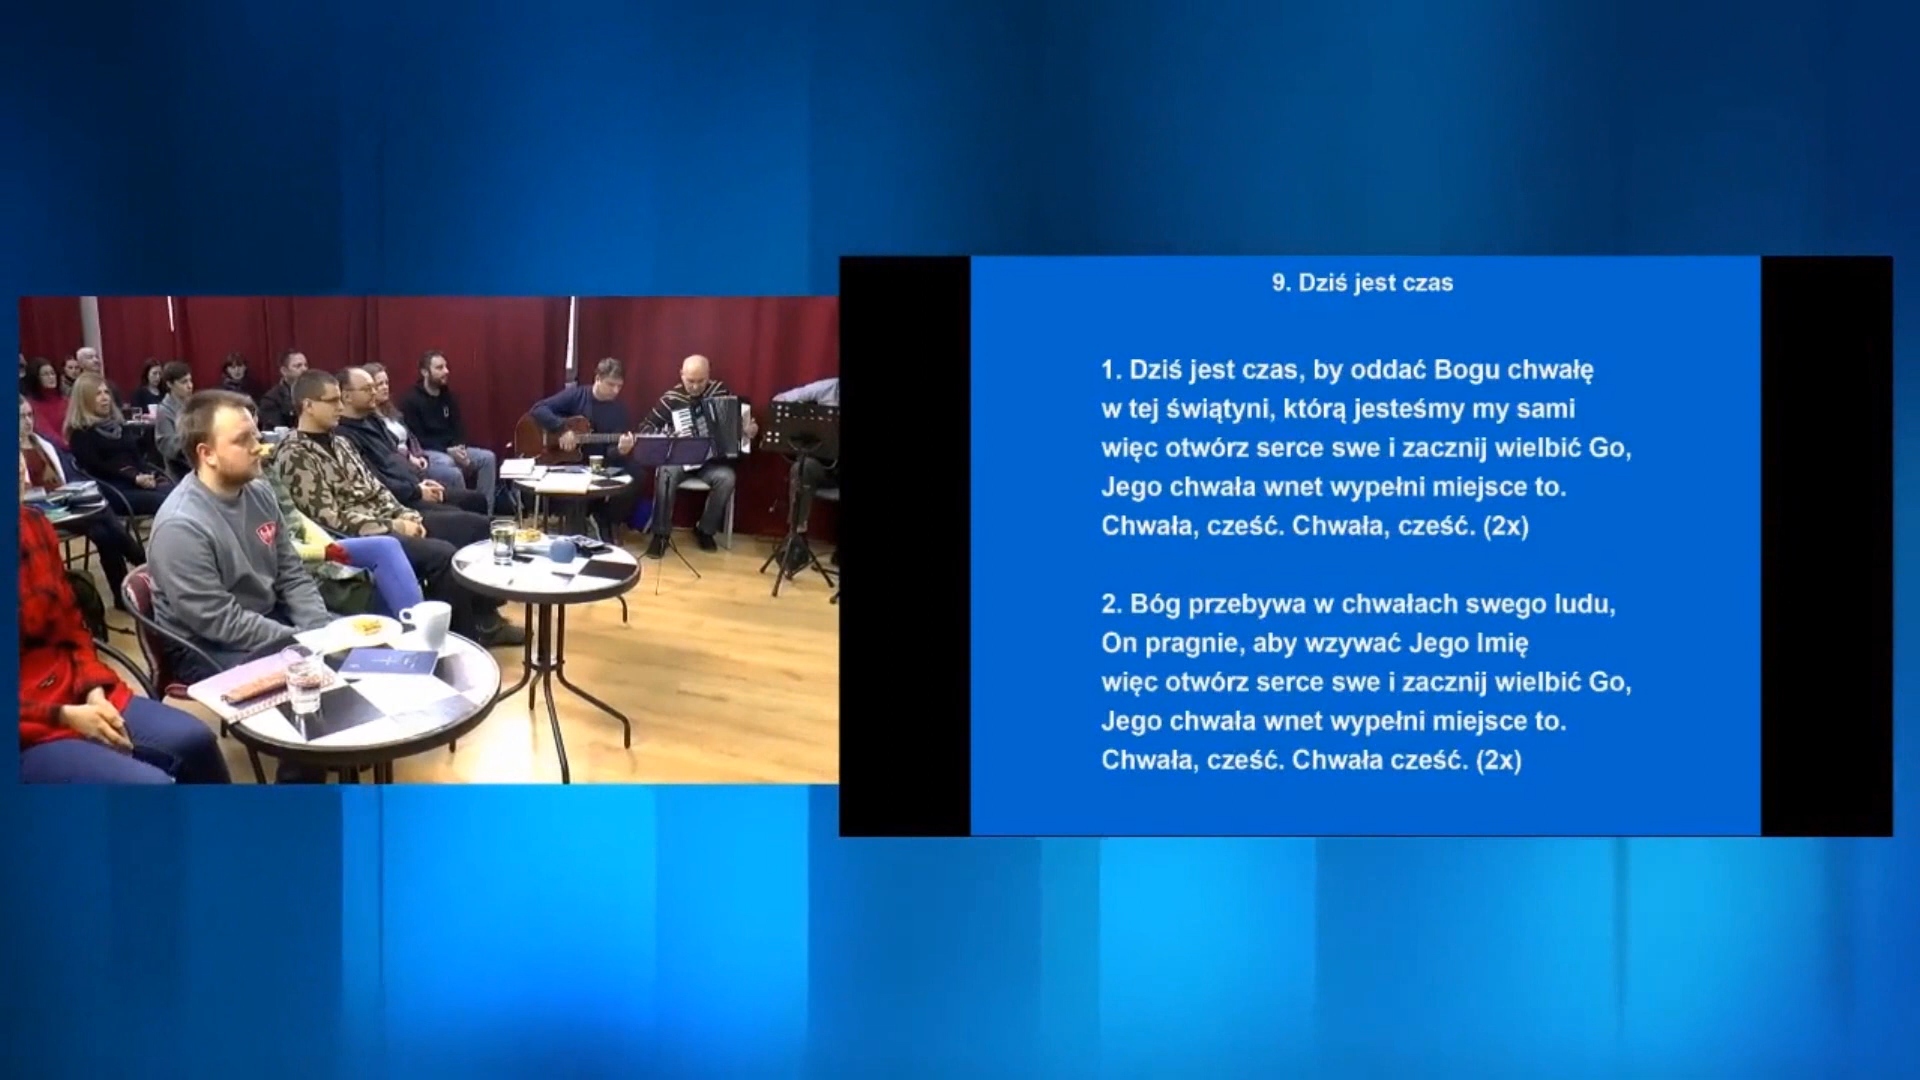 9. Dziś jest czas
1. Dziś jest czas, by oddać Bogu chwałę
w tej świątyni, którą jesteśmy my sami
więc otwórz serce swe i zacznij wielbić Go,
Jego chwała wnet wypełni miejsce to.
Chwała, cześć. Chwała, cześć. (2x)
2. Bóg przebywa w chwałach swego ludu,
On pragnie, aby wzywać Jego Imię
więc otwórz serce swe i zacznij wielbić Go,
Jego chwała wnet wypełni miejsce to.
Chwała, cześć. Chwała cześć. (2x)